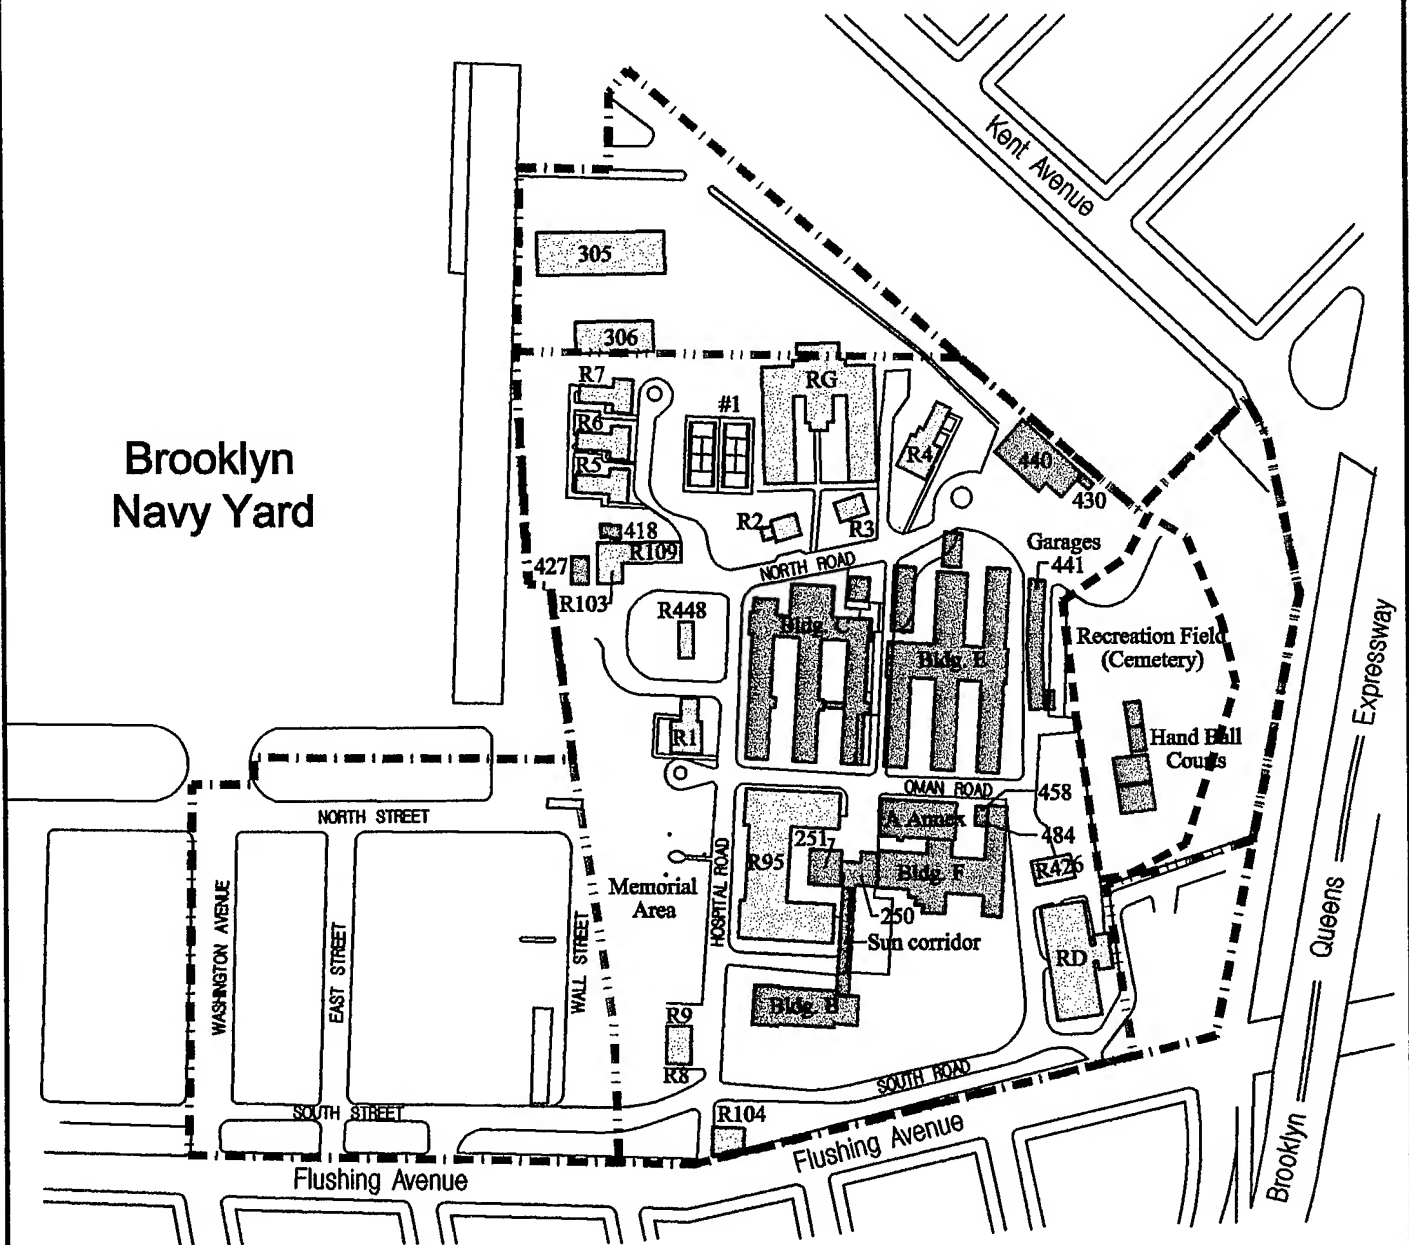 Kent Avenue
305
306
R7
#1
RG
R6
R4
440
R5
430
R2
R3
Brooklyn
Navy Yard
418
R109
427
NORTH ROAD
Garages
441
R103
R448
Bldg. C
Bldg. E
Recreation Field
(Cemetery)
Expressway
R1
Hand Ball
Courts
OMAN ROAD
458
NORTH STREET
A Annex
484
251
R95
Bldg. F
R426
Memorial
Area
HOSPITAL ROAD
250
Sun corridor
WASHINGTON AVENUE
EAST STREET
WALL STREET
RD
Queens
Bldg. B
R9
R8
SOUTH ROAD
SOUTH STREET
R104
Flushing Avenue
Flushing Avenue
Brooklyn